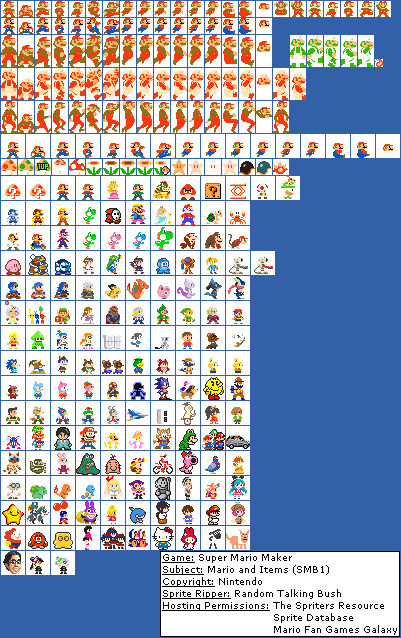 Game: Super Mario Maker
Subject: Mario and Items (SMB1)
Copyright: Nintendo
Sprite Ripper: Random Talking Bush
Hosting Permissions: The Spriters Resource
Sprite Database
Mario Fan Games Galaxy